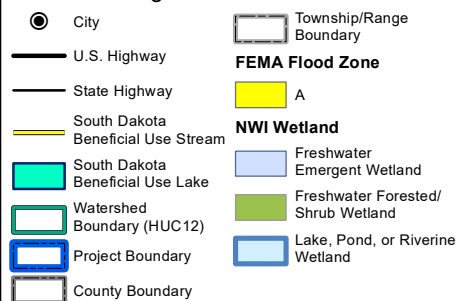 City
U.S. Highway
State Highway
South Dakota
Beneficial Use Stream
South Dakota
Beneficial Use Lake
Watershed
Boundary (HUC12)
Project Boundary
County Boundary
Township/Range
Boundary
FEMA Flood Zone
A
NWI Wetland
Freshwater
Emergent Wetland
Freshwater Forested/
Shrub Wetland
Lake, Pond, or Riverine
Wetland